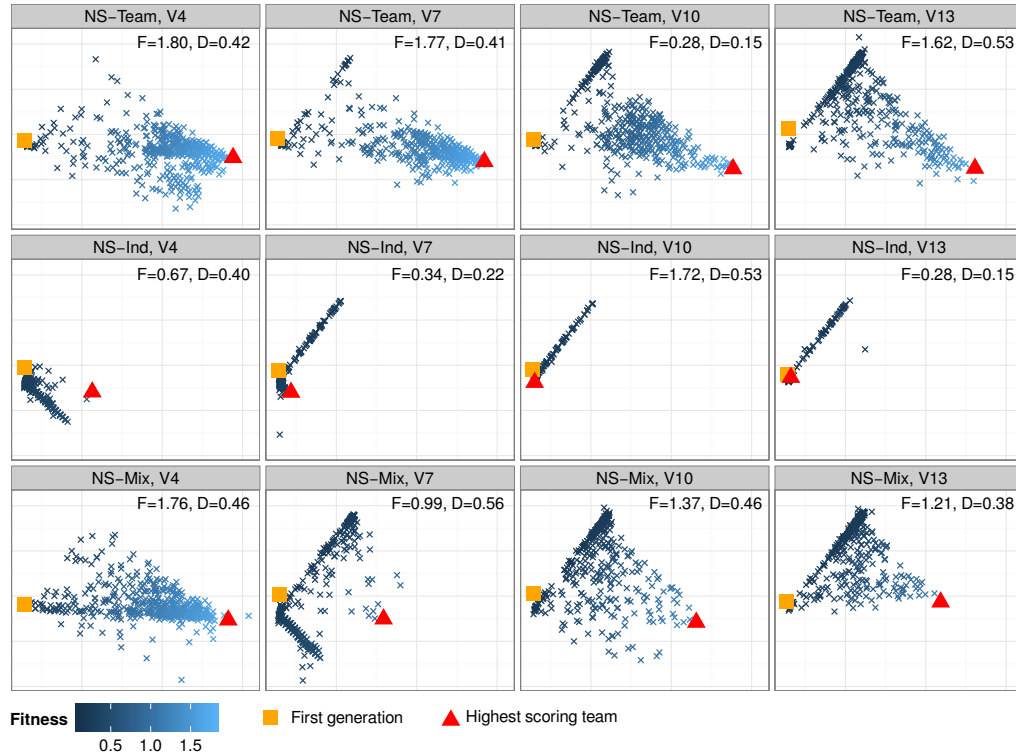 NS−Team, V4
F=1.80, D=0.42
NS−Team, V7
F=1.77, D=0.41
NS−Team, V10
F=0.28, D=0.15
NS−Team, V13
F=1.62, D=0.53
NS−Ind, V4
F=0.67, D=0.40
NS−Ind, V7
F=0.34, D=0.22
NS−Ind, V10
F=1.72, D=0.53
NS−Ind, V13
F=0.28, D=0.15
NS−Mix, V4
F=1.76, D=0.46
NS−Mix, V7
F=0.99, D=0.56
NS−Mix, V10
F=1.37, D=0.46
NS−Mix, V13
F=1.21, D=0.38
Fitness
0.5 1.0 1.5
First generation
Highest scoring team